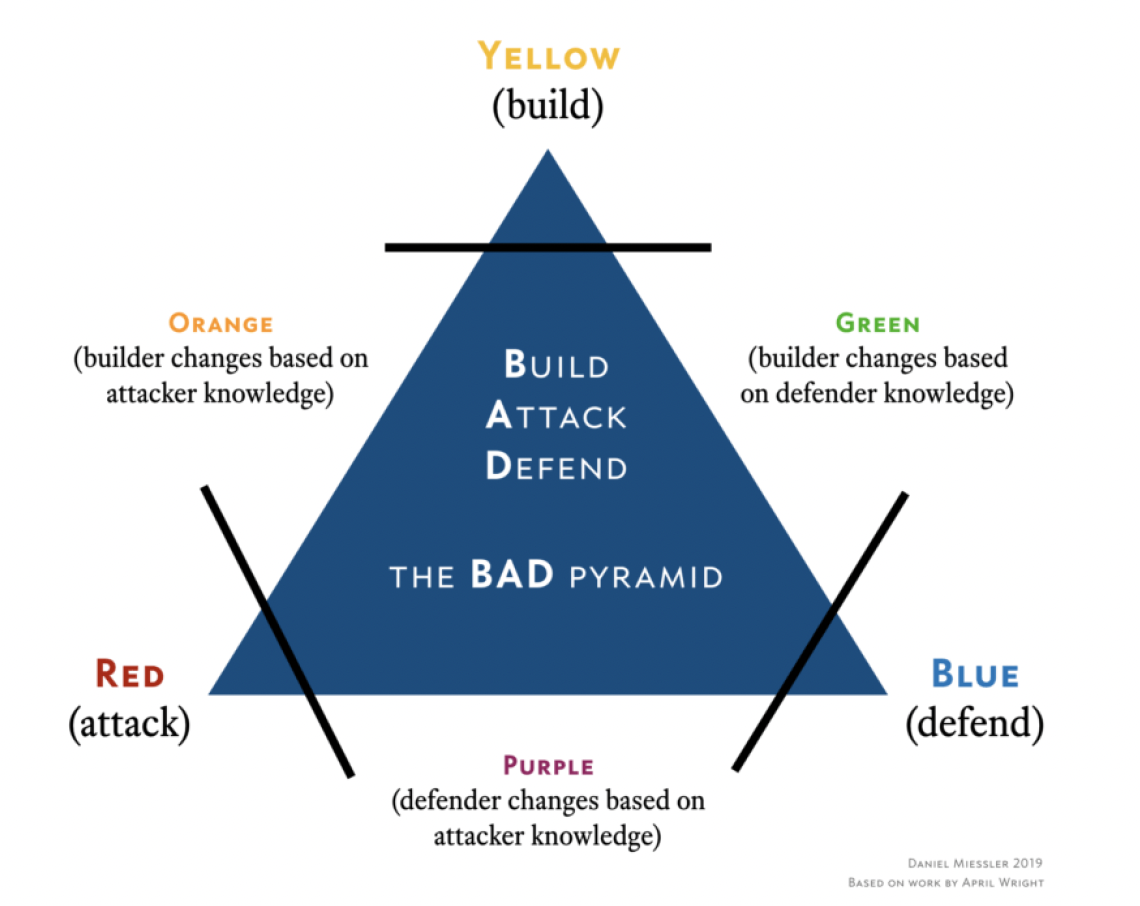 YELLOW
(build)
ORANGE
(builder changes based on
attacker knowledge)
GREEN
(builder changes based
on defender knowledge)
BUILD
ATTACK
DEFEND
THE BAD PYRAMID
RED
(attack)
BLUE
(defend)
PURPLE
(defender changes based on
attacker knowledge)
DANIEL MIESSLER 2019
BASED ON WORK BY APRIL WRIGHT